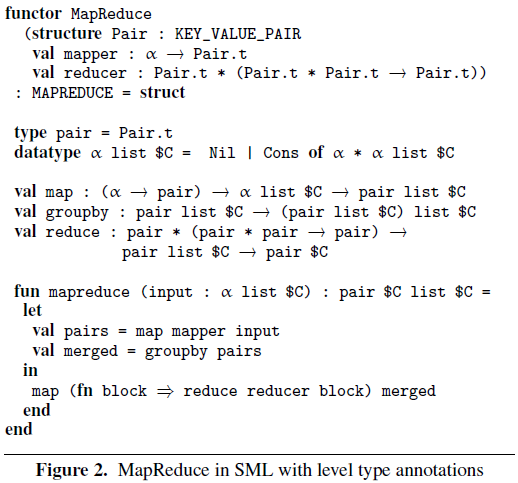 functor MapReduce
(structure Pair : KEY_VALUE_PAIR
val mapper : α → Pair.t
val reducer : Pair.t * (Pair.t * Pair.t → Pair.t))
: MAPREDUCE = struct
type pair = Pair.t
datatype α list $C = Nil | Cons of α * α list $C
val map : (α → pair) → α list $C → pair list $C
val groupby : pair list $C → (pair list $C) list $C
val reduce : pair * (pair * pair → pair) →
pair list $C → pair $C
fun mapreduce (input : α list $C) : pair $C list $C =
let
val pairs = map mapper input
val merged = groupby pairs
in
map (fn block ⇒ reduce reducer block) merged
end
end
Figure 2. MapReduce in SML with level type annotations